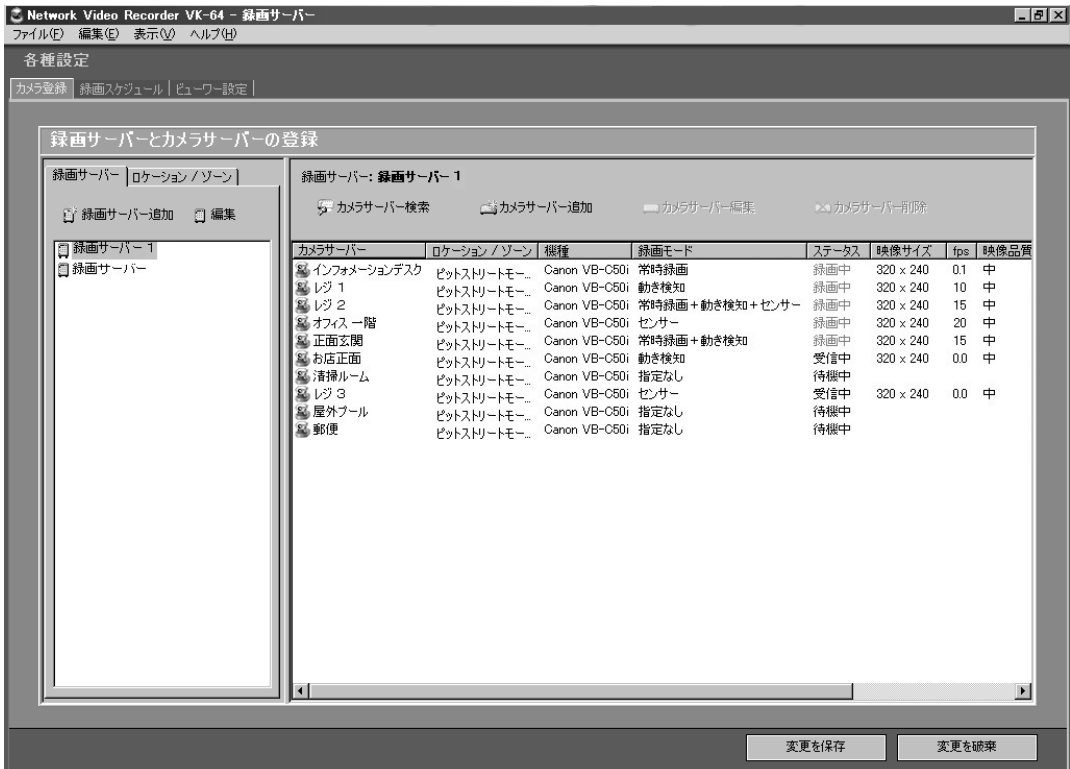 Network Video Recorder VK-64 - 録画サーバー
ファイル(F) 編集(E) 表示(V) ヘルプ(H)
各種設定
カメラ登録 録画スケジュール ビューワー設定
録画サーバーとカメラサーバーの登録
録画サーバー ロケーション / ゾーン
録画サーバー追加 編集
録画サーバー 1
録画サーバー
録画サーバー: 録画サーバー 1
カメラサーバー検索 カメラサーバー追加 カメラサーバー編集 カメラサーバー削除
カメラサーバー ロケーション / ゾーン 機種 録画モード ステータス 映像サイズ fps 映像品質
インフォメーションデスク ピットストリートモー... Canon VB-C50i 常時録画 録画中 320 x 240 0.1 中
レジ 1 ピットストリートモー... Canon VB-C50i 動き検知 録画中 320 x 240 10 中
レジ 2 ピットストリートモー... Canon VB-C50i 常時録画+動き検知+センサー 録画中 320 x 240 15 中
オフィス 一階 ピットストリートモー... Canon VB-C50i センサー 録画中 320 x 240 20 中
正面玄関 ピットストリートモー... Canon VB-C50i 常時録画+動き検知 録画中 320 x 240 15 中
お店正面 ピットストリートモー... Canon VB-C50i 動き検知 受信中 320 x 240 0.0 中
清掃ルーム ピットストリートモー... Canon VB-C50i 指定なし 待機中
レジ 3 ピットストリートモー... Canon VB-C50i センサー 受信中 320 x 240 0.0 中
屋外プール ピットストリートモー... Canon VB-C50i 指定なし 待機中
郵便 ピットストリートモー... Canon VB-C50i 指定なし 待機中
変更を保存 変更を破棄